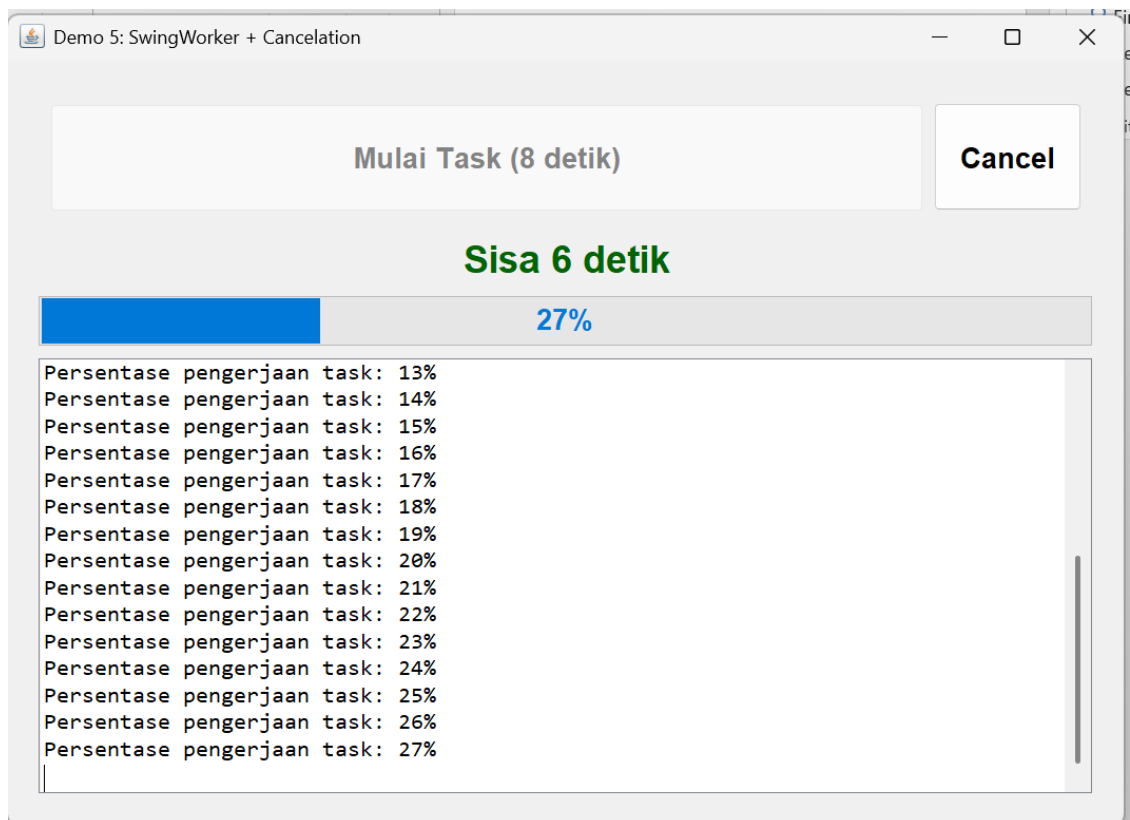 Demo 5: SwingWorker + Cancelation
Mulai Task (8 detik)
Cancel
Sisa 6 detik
27%
Persentase pengerjaan task: 13%
Persentase pengerjaan task: 14%
Persentase pengerjaan task: 15%
Persentase pengerjaan task: 16%
Persentase pengerjaan task: 17%
Persentase pengerjaan task: 18%
Persentase pengerjaan task: 19%
Persentase pengerjaan task: 20%
Persentase pengerjaan task: 21%
Persentase pengerjaan task: 22%
Persentase pengerjaan task: 23%
Persentase pengerjaan task: 24%
Persentase pengerjaan task: 25%
Persentase pengerjaan task: 26%
Persentase pengerjaan task: 27%